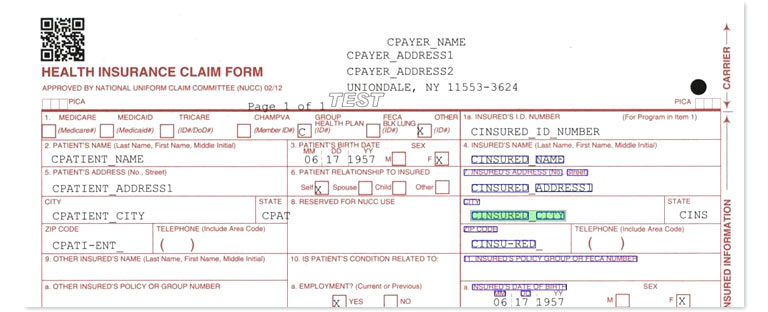 CPAYER_NAME
CPAYER_ADDRESS1
HEALTH INSURANCE CLAIM FORM
CPAYER_ADDRESS2
APPROVED BY NATIONAL UNIFORM CLAIM COMMITTEE (NUCC) 02/12
UNIONDALE, NY 11553-3624
CARRIER
PICA
Page 1 of 1
TEST
PICA
1. MEDICARE MEDICAID TRICARE CHAMPVA GROUP HEALTH PLAN FECA BLK LUNG OTHER
(Medicare#) (Medicaid#) (ID#/DoD#) (Member ID#) C (ID#) (ID#) X (ID#)
1a. INSURED'S I.D. NUMBER (For Program in Item 1)
CINSURED_ID_NUMBER
2. PATIENT'S NAME (Last Name, First Name, Middle Initial)
CPATIENT_NAME
3. PATIENT'S BIRTH DATE SEX
MM DD YY
06 17 1957 M F X
4. INSURED'S NAME (Last Name, First Name, Middle Initial)
CINSURED_NAME
5. PATIENT'S ADDRESS (No., Street)
CPATIENT_ADDRESS1
6. PATIENT RELATIONSHIP TO INSURED
Self X Spouse Child Other
7. INSURED'S ADDRESS (No., Street)
CINSURED_ADDRESS1
CITY STATE
CPATIENT_CITY CPAT
8. RESERVED FOR NUCC USE
CITY STATE
CINSURED_CITY CINS
ZIP CODE TELEPHONE (Include Area Code)
CPATI-ENT_ ( )
ZIP CODE TELEPHONE (Include Area Code)
CINSU-RED_ ( )
9. OTHER INSURED'S NAME (Last Name, First Name, Middle Initial)
10. IS PATIENT'S CONDITION RELATED TO:
11. INSURED'S POLICY GROUP OR FECA NUMBER
a. OTHER INSURED'S POLICY OR GROUP NUMBER
a. EMPLOYMENT? (Current or Previous)
X YES NO
a INSURED'S DATE OF BIRTH SEX
MM DD YY
06 17 1957 M F X
NSURED INFORMATION